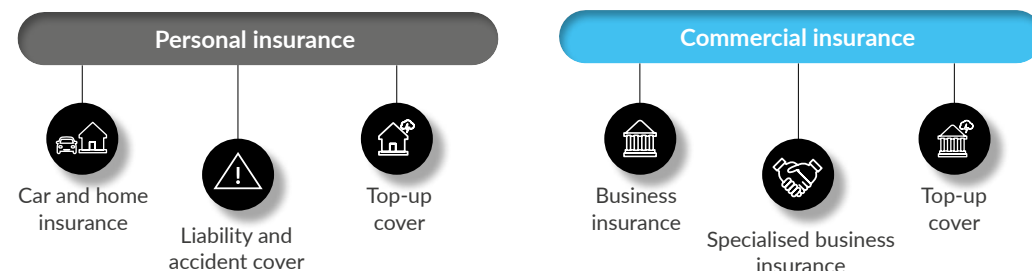 Personal insurance
Car and home
insurance
Liability and
accident cover
Top-up
cover
Commercial insurance
Business
insurance
Specialised business
insurance
Top-up
cover